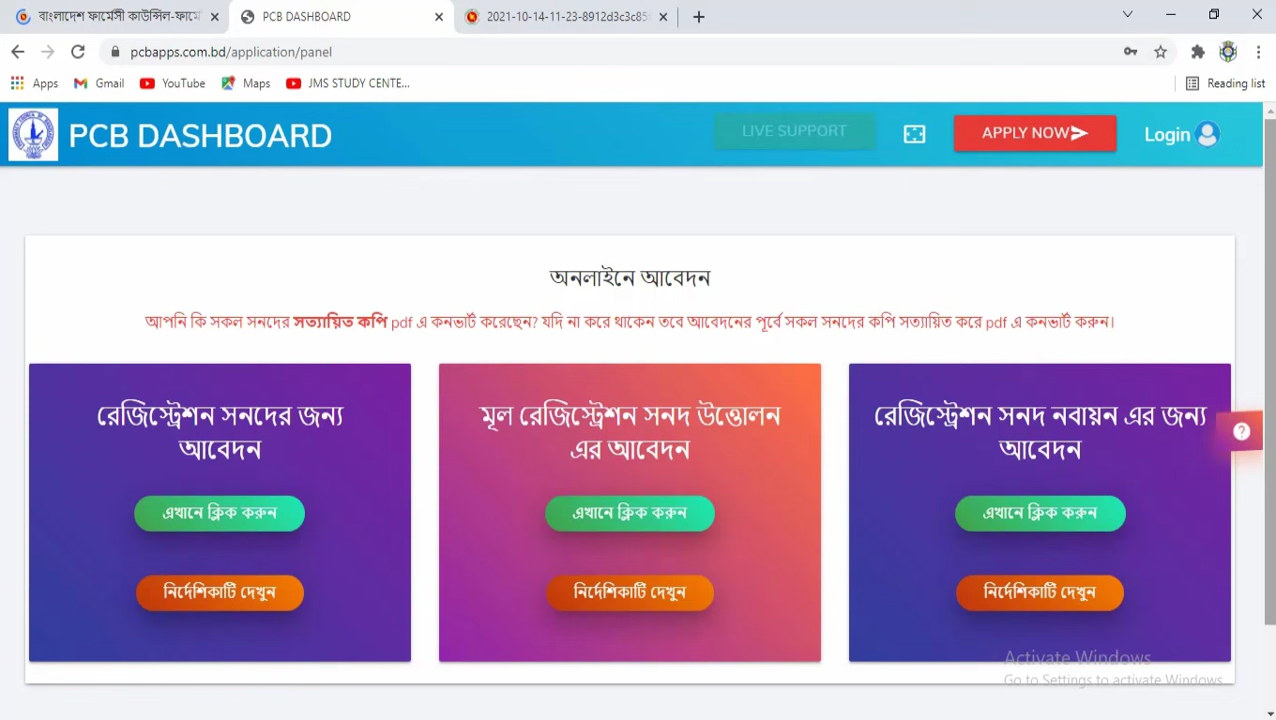 বাংলাদেশ ফার্মেসী কাউন্সিল-ফার্মে
PCB DASHBOARD
2021-10-14-11-23-8912d3c3c85
pcbapps.com.bd/application/panel
Apps
Gmail
YouTube
Maps
JMS STUDY CENTE...
Reading list
PCB DASHBOARD
LIVE SUPPORT
APPLY NOW
Login
অনলাইনে আবেদন
আপনি কি সকল সনদের সত্যায়িত কপি pdf এ কনভার্ট করেছেন? যদি না করে থাকেন তবে আবেদনের পূর্বে সকল সনদের কপি সত্যায়িত করে pdf এ কনভার্ট করুন।
রেজিস্ট্রেশন সনদের জন্য
আবেদন
এখানে ক্লিক করুন
নির্দেশিকাটি দেখুন
মূল রেজিস্ট্রেশন সনদ উত্তোলন
এর আবেদন
এখানে ক্লিক করুন
নির্দেশিকাটি দেখুন
রেজিস্ট্রেশন সনদ নবায়ন এর জন্য
আবেদন
এখানে ক্লিক করুন
নির্দেশিকাটি দেখুন
?
Activate Windows
Go to Settings to activate Windows.